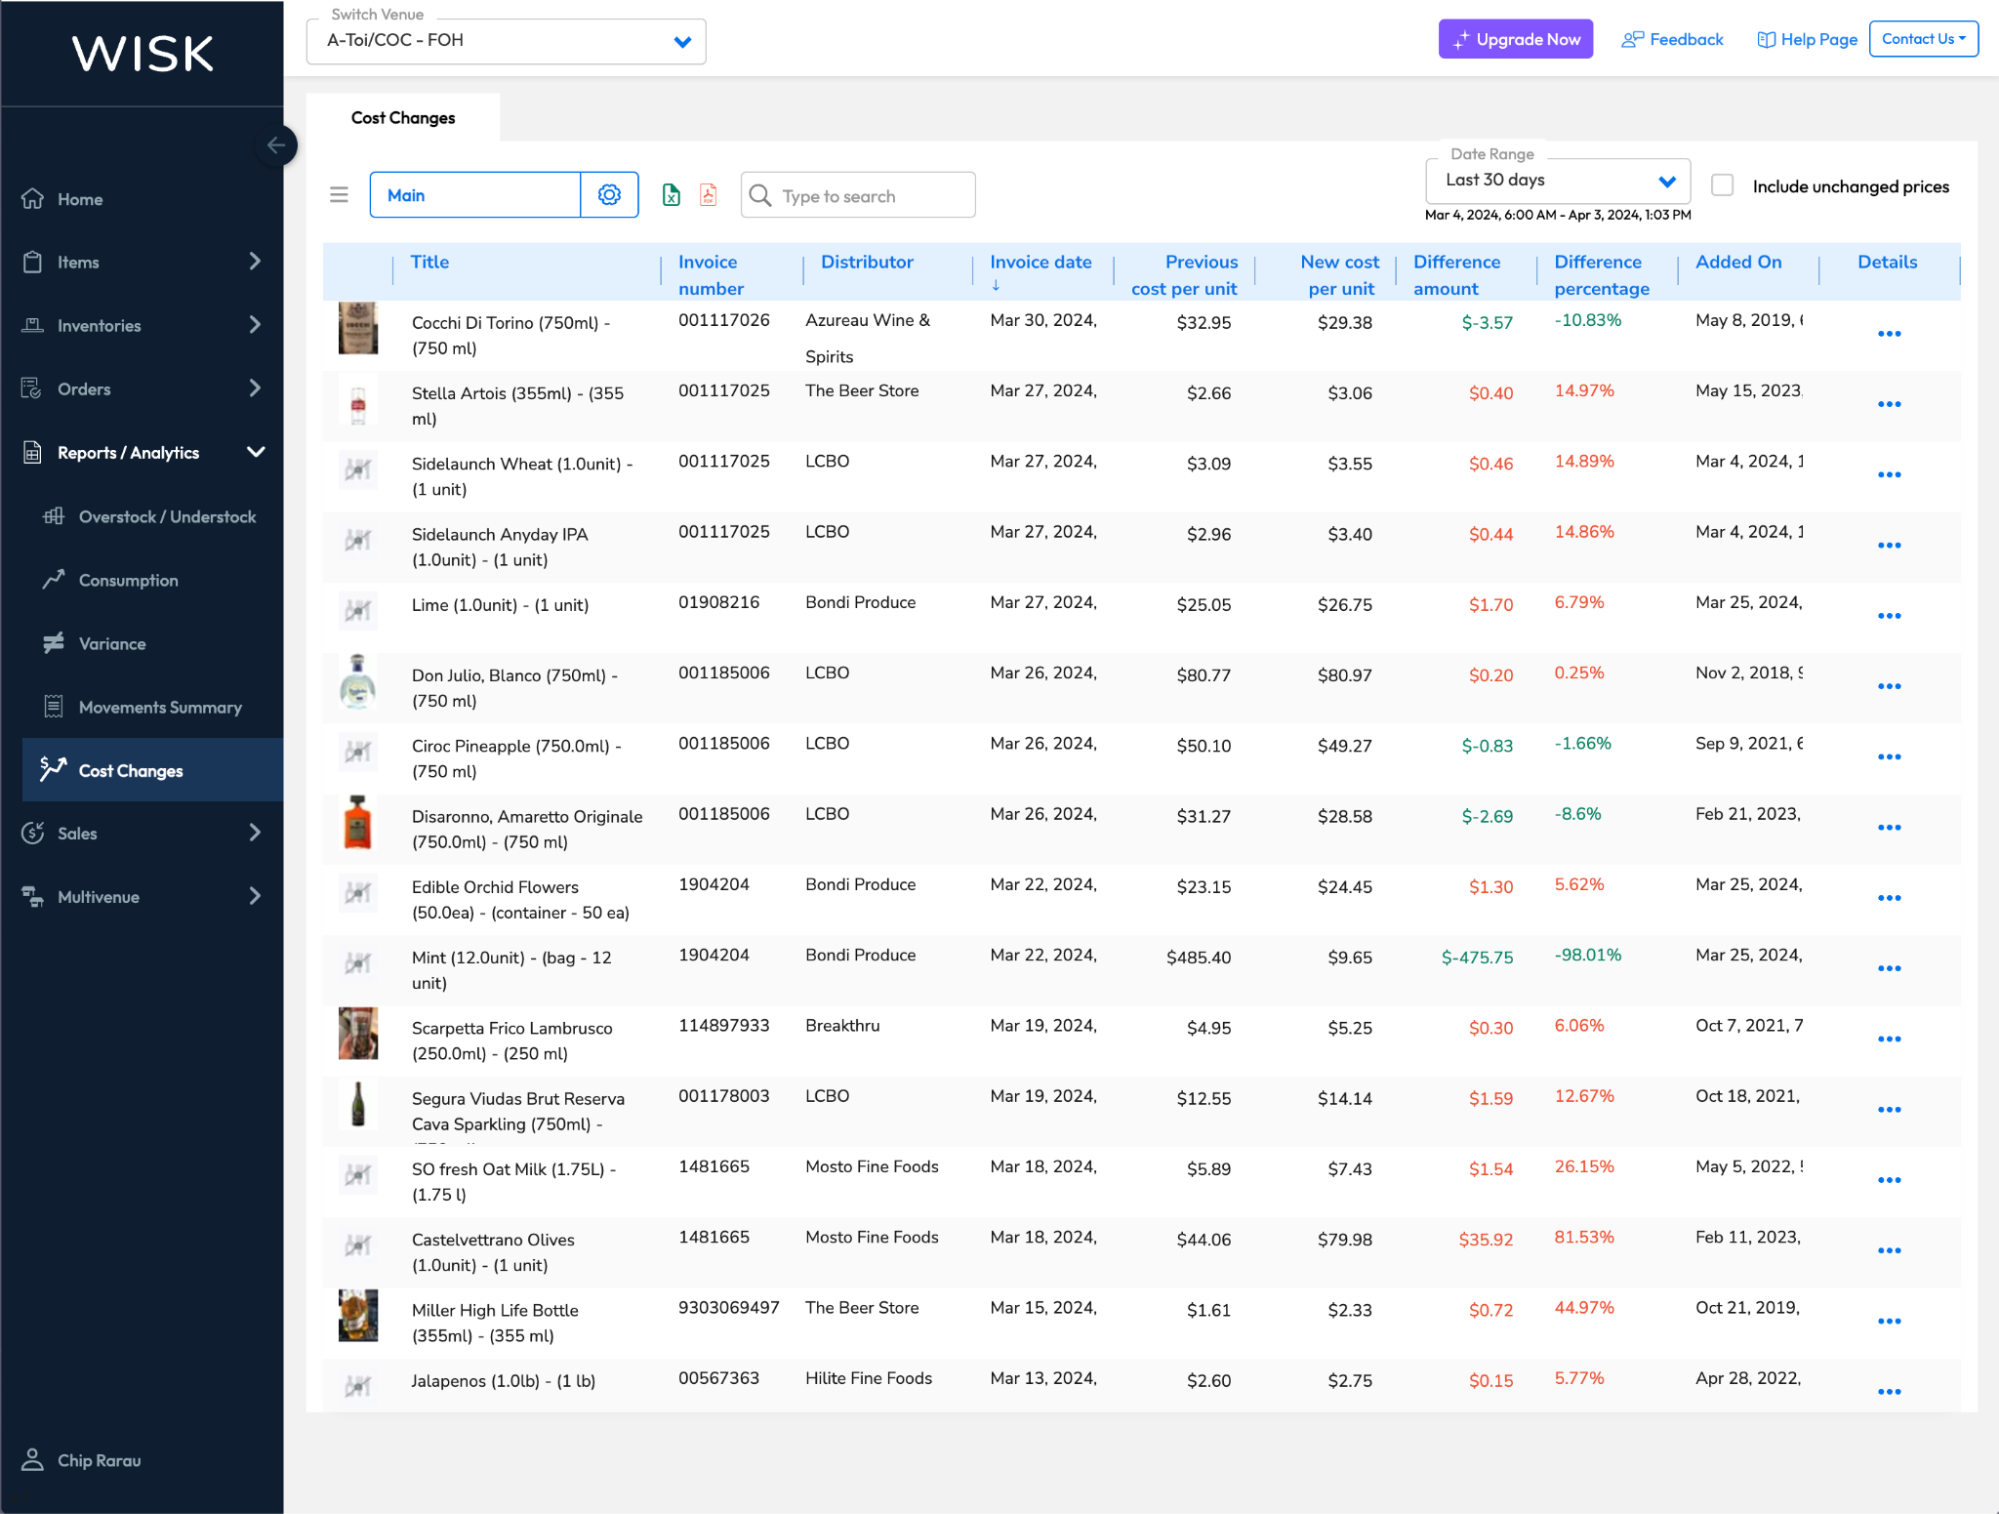 WISK
Switch Venue
A-Toi/COC - FOH
Upgrade Now
Feedback
Help Page
Contact Us
Home
Items
Inventories
Orders
Reports / Analytics
Overstock / Understock
Consumption
Variance
Movements Summary
Cost Changes
Sales
Multivenue
Chip Rarau
Cost Changes
Main
Type to search
Date Range
Last 30 days
Mar 4, 2024, 6:00 AM - Apr 3, 2024, 1:03 PM
Include unchanged prices
Title Invoice number Distributor Invoice date ↓ Previous cost per unit New cost per unit Difference amount Difference percentage Added On Details
Cocchi Di Torino (750ml) - 001117026 Azureau Wine & Mar 30, 2024, $32.95 $29.38 $-3.57 -10.83% May 8, 2019,
(750 ml) Spirits
Stella Artois (355ml) - (355 001117025 The Beer Store Mar 27, 2024, $2.66 $3.06 $0.40 14.97% May 15, 2023,
ml)
Sidelaunch Wheat (1.0unit) - 001117025 LCBO Mar 27, 2024, $3.09 $3.55 $0.46 14.89% Mar 4, 2024, 1
(1 unit)
Sidelaunch Anyday IPA 001117025 LCBO Mar 27, 2024, $2.96 $3.40 $0.44 14.86% Mar 4, 2024, 1
(1.0unit) - (1 unit)
Lime (1.0unit) - (1 unit) 01908216 Bondi Produce Mar 27, 2024, $25.05 $26.75 $1.70 6.79% Mar 25, 2024,
Don Julio, Blanco (750ml) - 001185006 LCBO Mar 26, 2024, $80.77 $80.97 $0.20 0.25% Nov 2, 2018,
(750 ml)
Ciroc Pineapple (750.0ml) - 001185006 LCBO Mar 26, 2024, $50.10 $49.27 $-0.83 -1.66% Sep 9, 2021,
(750 ml)
Disaronno, Amaretto Originale 001185006 LCBO Mar 26, 2024, $31.27 $28.58 $-2.69 -8.6% Feb 21, 2023,
(750.0ml) - (750 ml)
Edible Orchid Flowers 1904204 Bondi Produce Mar 22, 2024, $23.15 $24.45 $1.30 5.62% Mar 25, 2024,
(50.0ea) - (container - 50 ea)
Mint (12.0unit) - (bag - 12 1904204 Bondi Produce Mar 22, 2024, $485.40 $9.65 $-475.75 -98.01% Mar 25, 2024,
unit)
Scarpetta Frico Lambrusco 114897933 Breakthru Mar 19, 2024, $4.95 $5.25 $0.30 6.06% Oct 7, 2021, 7
(250.0ml) - (250 ml)
Segura Viudas Brut Reserva 001178003 LCBO Mar 19, 2024, $12.55 $14.14 $1.59 12.67% Oct 18, 2021,
Cava Sparkling (750ml) -
SO fresh Oat Milk (1.75L) - 1481665 Mosto Fine Foods Mar 18, 2024, $5.89 $7.43 $1.54 26.15% May 5, 2022,
(1.75 l)
Castelvettrano Olives 1481665 Mosto Fine Foods Mar 18, 2024, $44.06 $79.98 $35.92 81.53% Feb 11, 2023,
(1.0unit) - (1 unit)
Miller High Life Bottle 9303069497 The Beer Store Mar 15, 2024, $1.61 $2.33 $0.72 44.97% Oct 21, 2019,
(355ml) - (355 ml)
Jalapenos (1.0lb) - (1 lb) 00567363 Hilite Fine Foods Mar 13, 2024, $2.60 $2.75 $0.15 5.77% Apr 28, 2022,